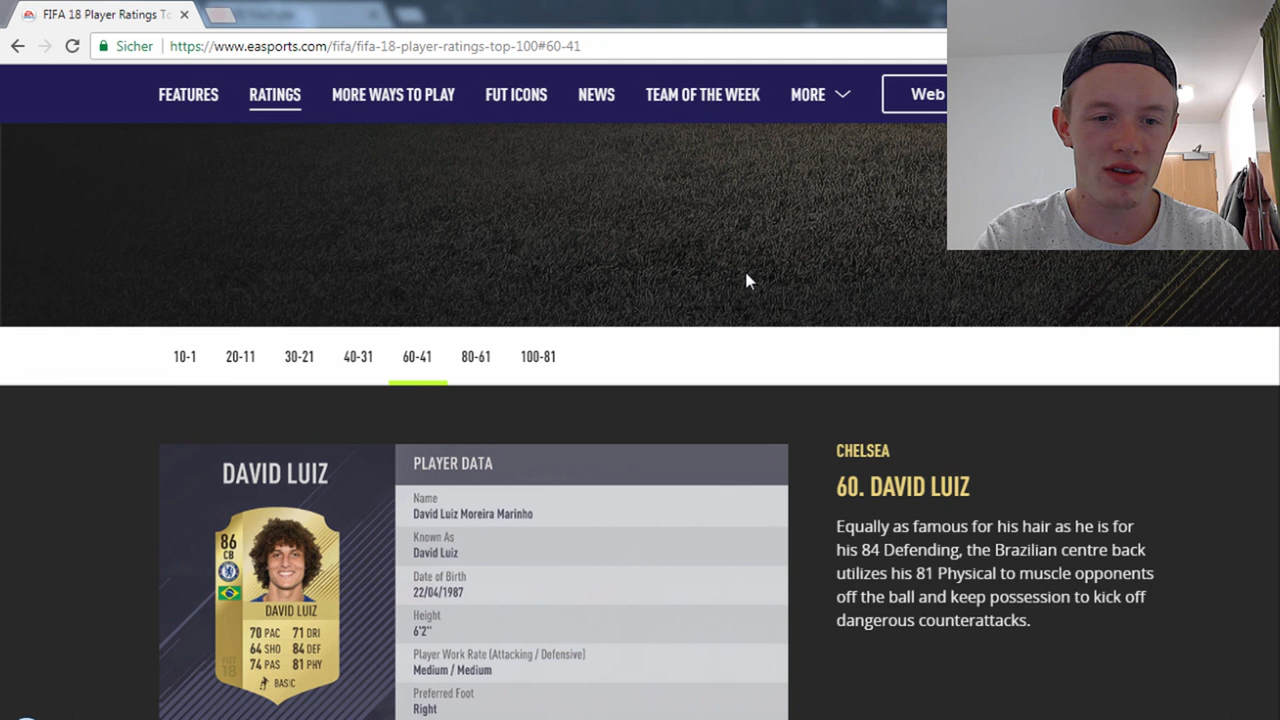 FIFA 18 Player Ratings To
Sicher https://www.easports.com/fifa/fifa-18-player-ratings-top-100#60-41
FEATURES RATINGS MORE WAYS TO PLAY FUT ICONS NEWS TEAM OF THE WEEK MORE Web
10-1 20-11 30-21 40-31 60-41 80-61 100-81
DAVID LUIZ
86
CB
DAVID LUIZ
70 PAC 71 DRI
64 SHO 84 DEF
74 PAS 81 PHY
BASIC
FUT
18
PLAYER DATA
Name
David Luiz Moreira Marinho
Known As
David Luiz
Date of Birth
22/04/1987
Height
6'2"
Player Work Rate (Attacking / Defensive)
Medium / Medium
Preferred Foot
Right
CHELSEA
60. DAVID LUIZ
Equally as famous for his hair as he is for
his 84 Defending, the Brazilian centre back
utilizes his 81 Physical to muscle opponents
off the ball and keep possession to kick off
dangerous counterattacks.